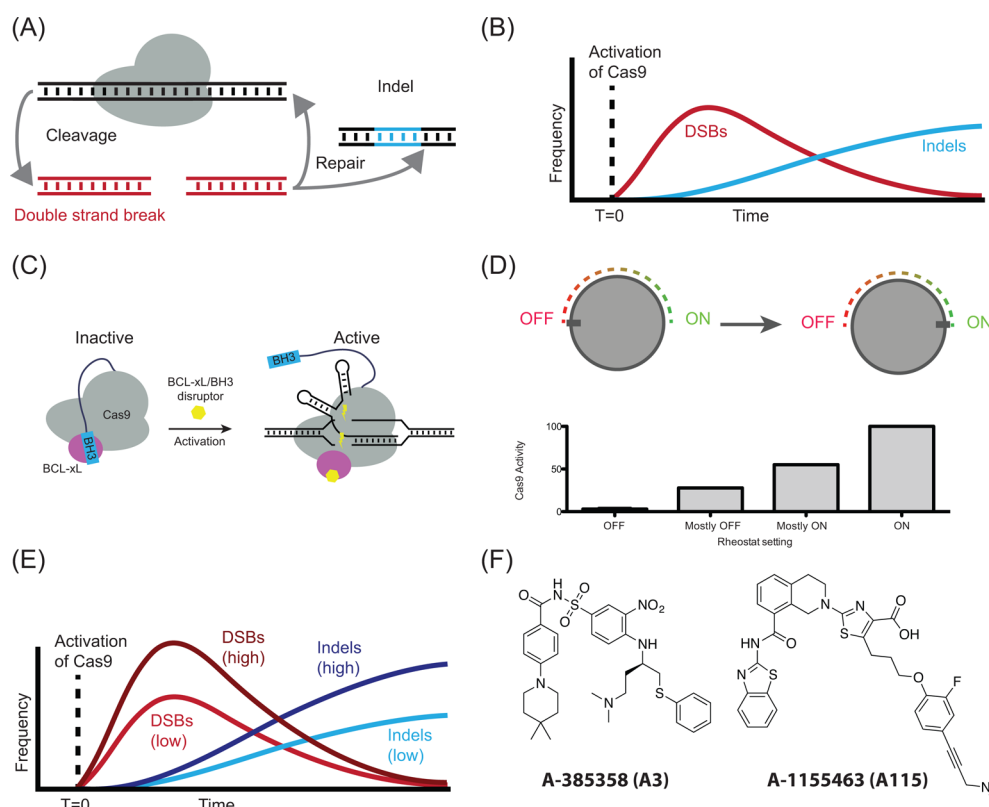 (A)
Cleavage
Double strand break
Repair
Indel
(B)
Activation
of Cas9
Frequency
DSBs
Indels
T=0
Time
(C)
Inactive
Active
BH3
BCL-xL/BH3
disruptor
Cas9
Activation
BH3
BCL-xL
(D)
OFF
ON
OFF
ON
Cas9 Activity
100
50
0
OFF
Mostly OFF
Mostly ON
ON
Rheostat setting
(E)
Activation
of Cas9
DSBs
(high)
Indels
(high)
DSBs
(low)
Indels
(low)
Frequency
T=0
Time
(F)
O
H
N
O
S
O
NO2
NH
N
N
S
A-385358 (A3)
N
N
S
O
OH
O
HN
N
S
O
F
N
A-1155463 (A115)